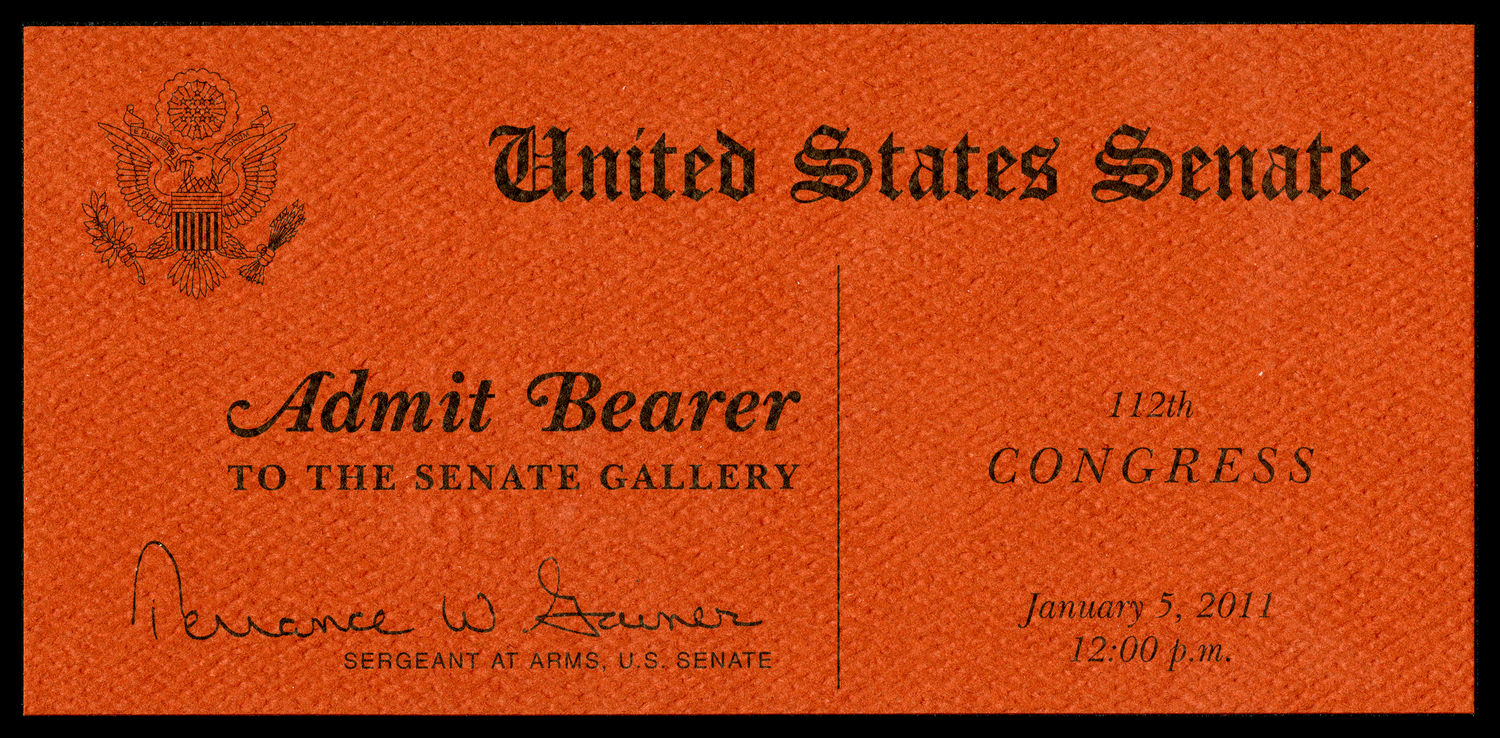 United States Senate
Admit Bearer
TO THE SENATE GALLERY
Terrance W. Gainer
SERGEANT AT ARMS, U.S. SENATE
112th
CONGRESS
January 5, 2011
12:00 p.m.